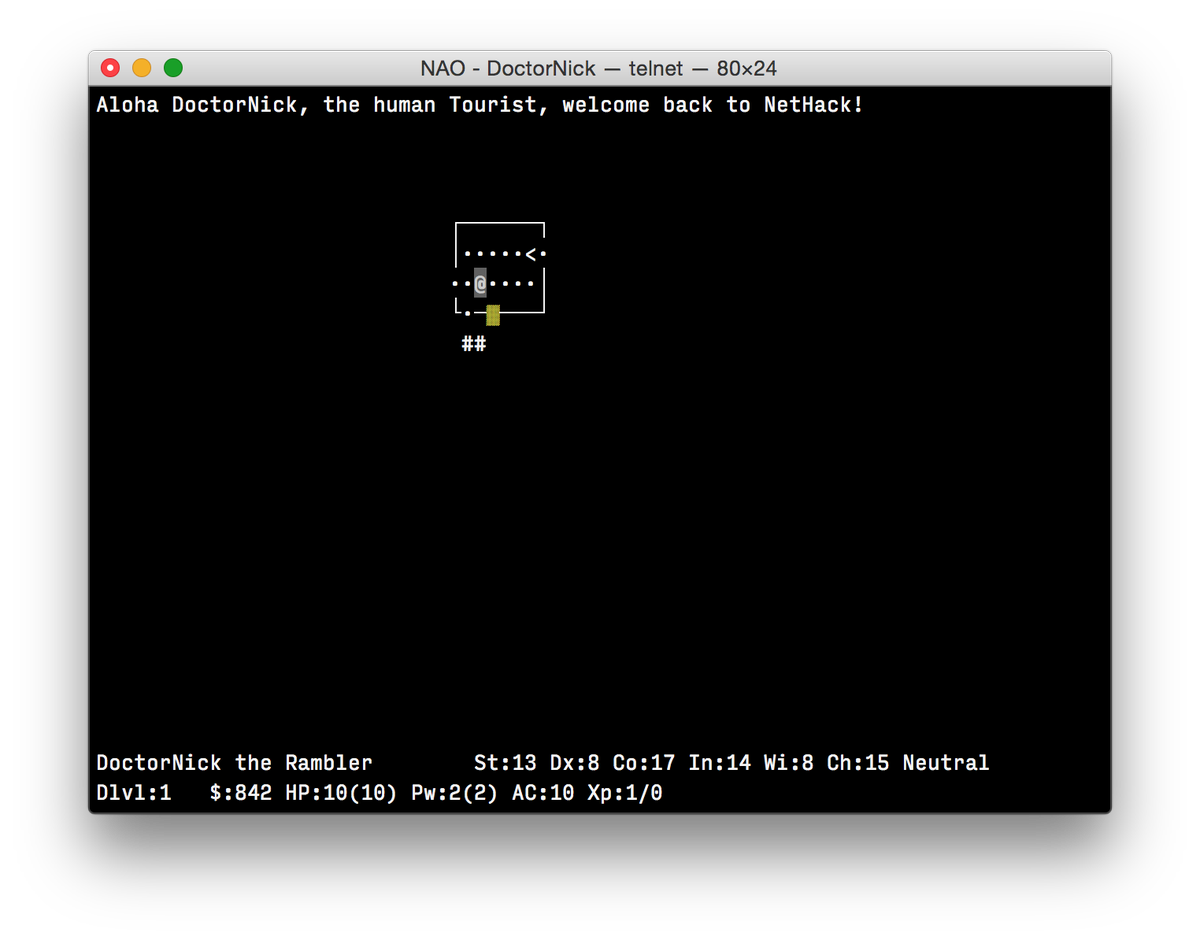 NAO - DoctorNick — telnet — 80×24
Aloha DoctorNick, the human Tourist, welcome back to NetHack!
·····<·
··@····
·
##
DoctorNick the Rambler St:13 Dx:8 Co:17 In:14 Wi:8 Ch:15 Neutral
Dlvl:1 $:842 HP:10(10) Pw:2(2) AC:10 Xp:1/0